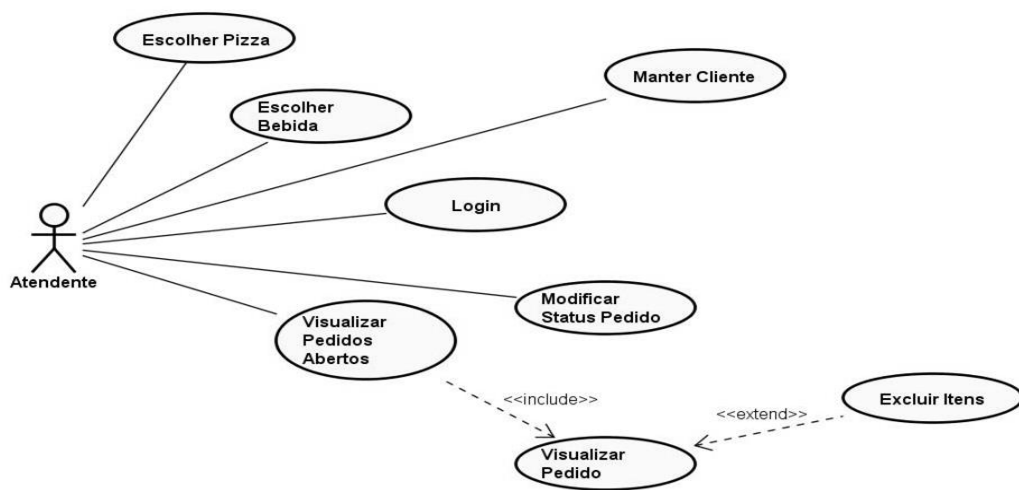 Escolher Pizza
Manter Cliente
Escolher
Bebida
Login
Atendente
Modificar
Status Pedido
Visualizar
Pedidos
Abertos
<<include>>
Excluir Itens
<<extend>>
Visualizar
Pedido